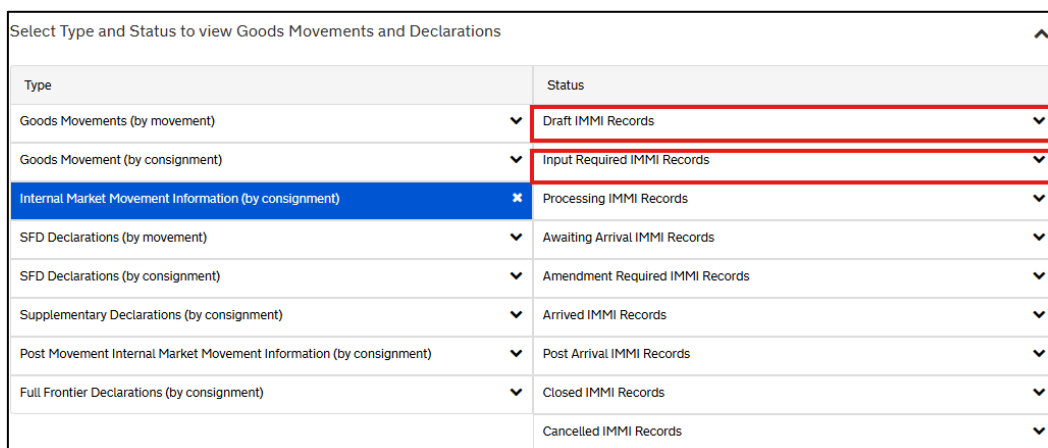 Select Type and Status to view Goods Movements and Declarations
Type
Status
Goods Movements (by movement)
Draft IMMI Records
Goods Movement (by consignment)
Input Required IMMI Records
Internal Market Movement Information (by consignment)
Processing IMMI Records
SFD Declarations (by movement)
Awaiting Arrival IMMI Records
SFD Declarations (by consignment)
Amendment Required IMMI Records
Supplementary Declarations (by consignment)
Arrived IMMI Records
Post Movement Internal Market Movement Information (by consignment)
Post Arrival IMMI Records
Full Frontier Declarations (by consignment)
Closed IMMI Records
Cancelled IMMI Records